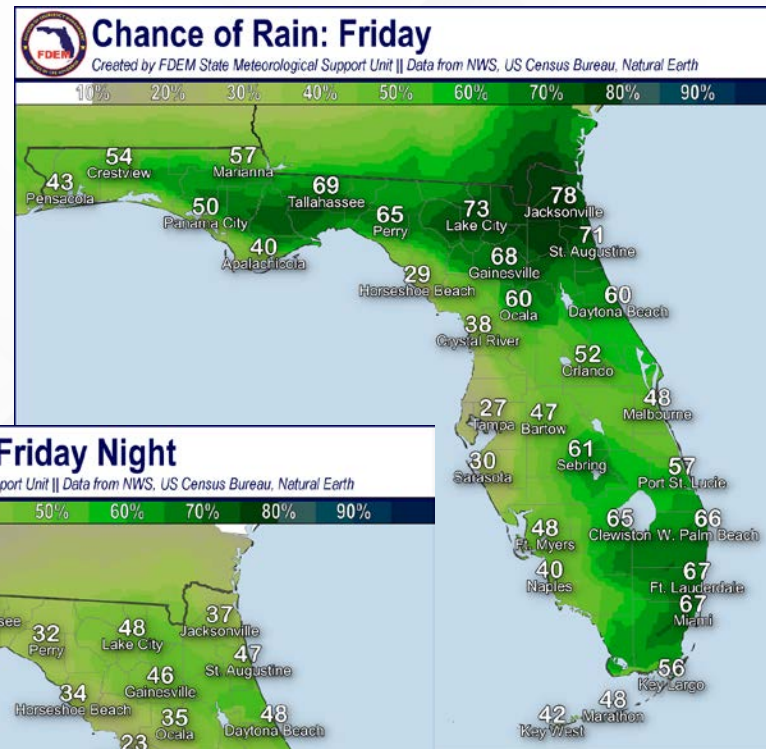 FDEM
Chance of Rain: Friday
Created by FDEM State Meteorological Support Unit || Data from NWS, US Census Bureau, Natural Earth
10% 20% 30% 40% 50% 60% 70% 80% 90%
54
Crestview
57
Marianna
43
Pensacola
69
Tallahassee
78
Jacksonville
50
Panama City
65
Perry
73
Lake City
71
St. Augustine
40
Apalachicola
68
Gainesville
29
Horseshoe Beach
60
Ocala
60
Daytona Beach
38
Crystal River
52
Orlando
27
Tampa
47
Bartow
48
Melbourne
61
Sebring
30
Sarasota
57
Port St. Lucie
48
Ft. Myers
65
Clewiston
66
W. Palm Beach
40
Naples
67
Ft. Lauderdale
67
Miami
56
Key Largo
48
Marathon
42
Key West
Friday Night
port Unit || Data from NWS, US Census Bureau, Natural Earth
50% 60% 70% 80% 90%
see
32
Perry
48
Lake City
37
Jacksonville
47
St. Augustine
46
Gainesville
34
Horseshoe Beach
35
Ocala
48
Daytona Beach
23